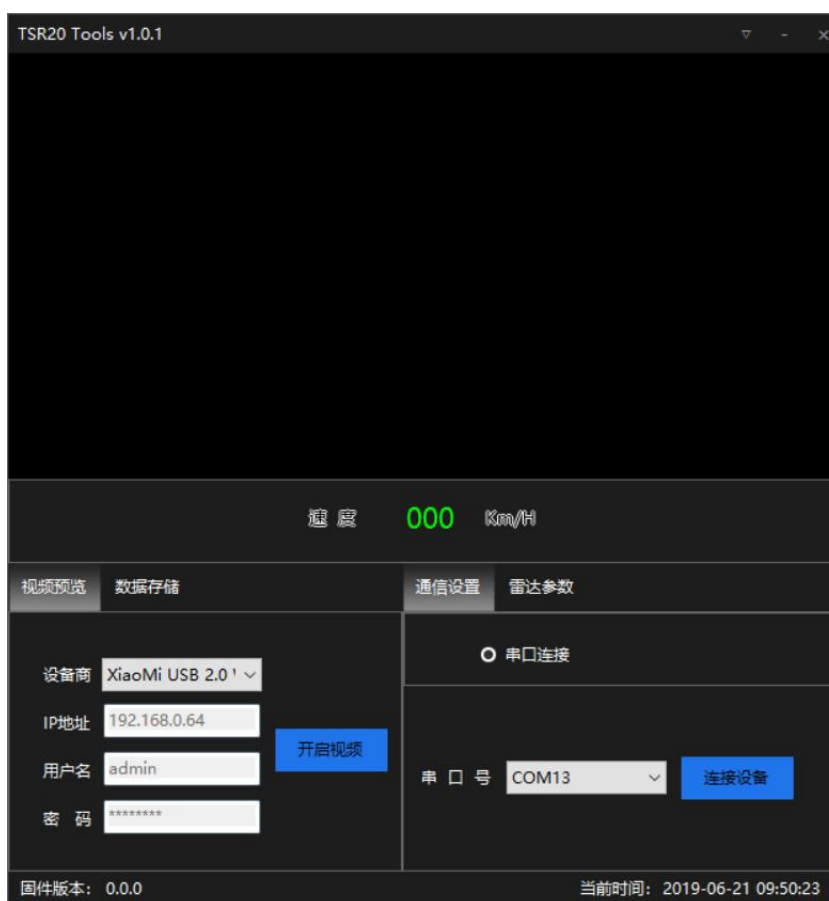 TSR20 Tools v1.0.1
速 度 000 Km/H
视频预览 数据存储
通信设置 雷达参数
设备商 XiaoMi USB 2.0
IP地址 192.168.0.64
用户名 admin
密 码 ********
开启视频
串口连接
串 口 号 COM13
连接设备
固件版本: 0.0.0
当前时间: 2019-06-21 09:50:23